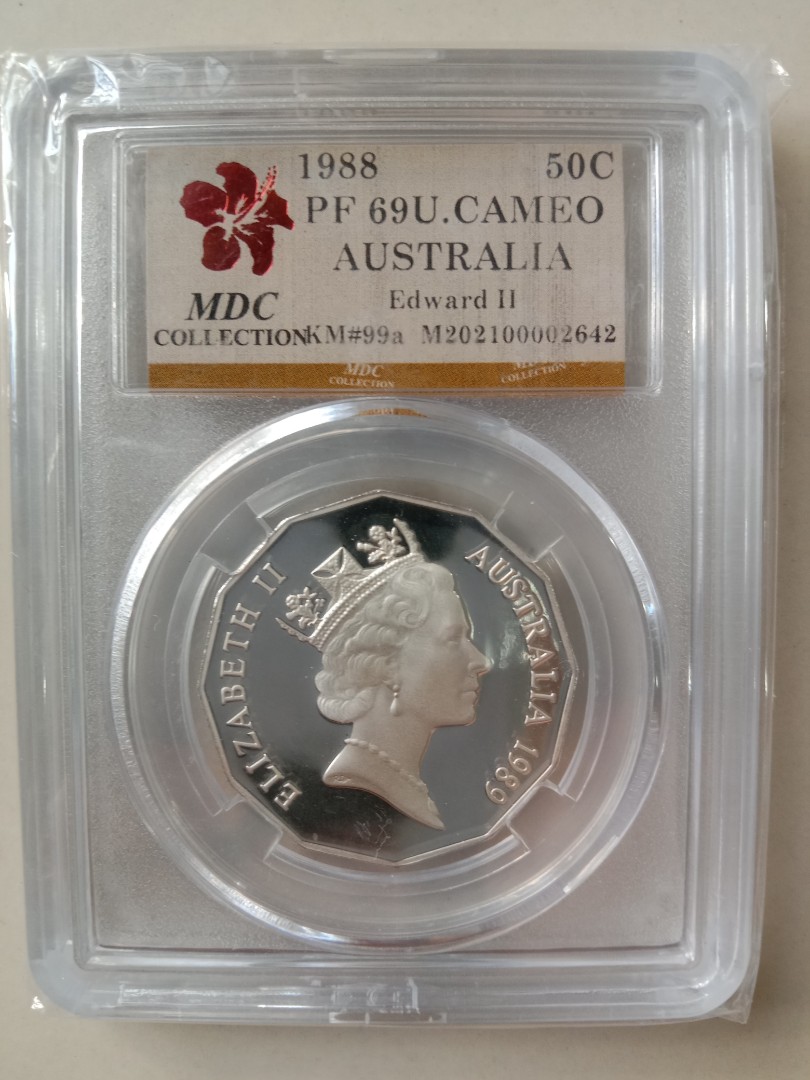 1988 50C
PF 69U.CAMEO
AUSTRALIA
Edward II
MDC
COLLECTION KM#99a M202100002642
MDC
COLLECTION
MDC
COLLECTION
ELIZABETH II
AUSTRALIA 1989